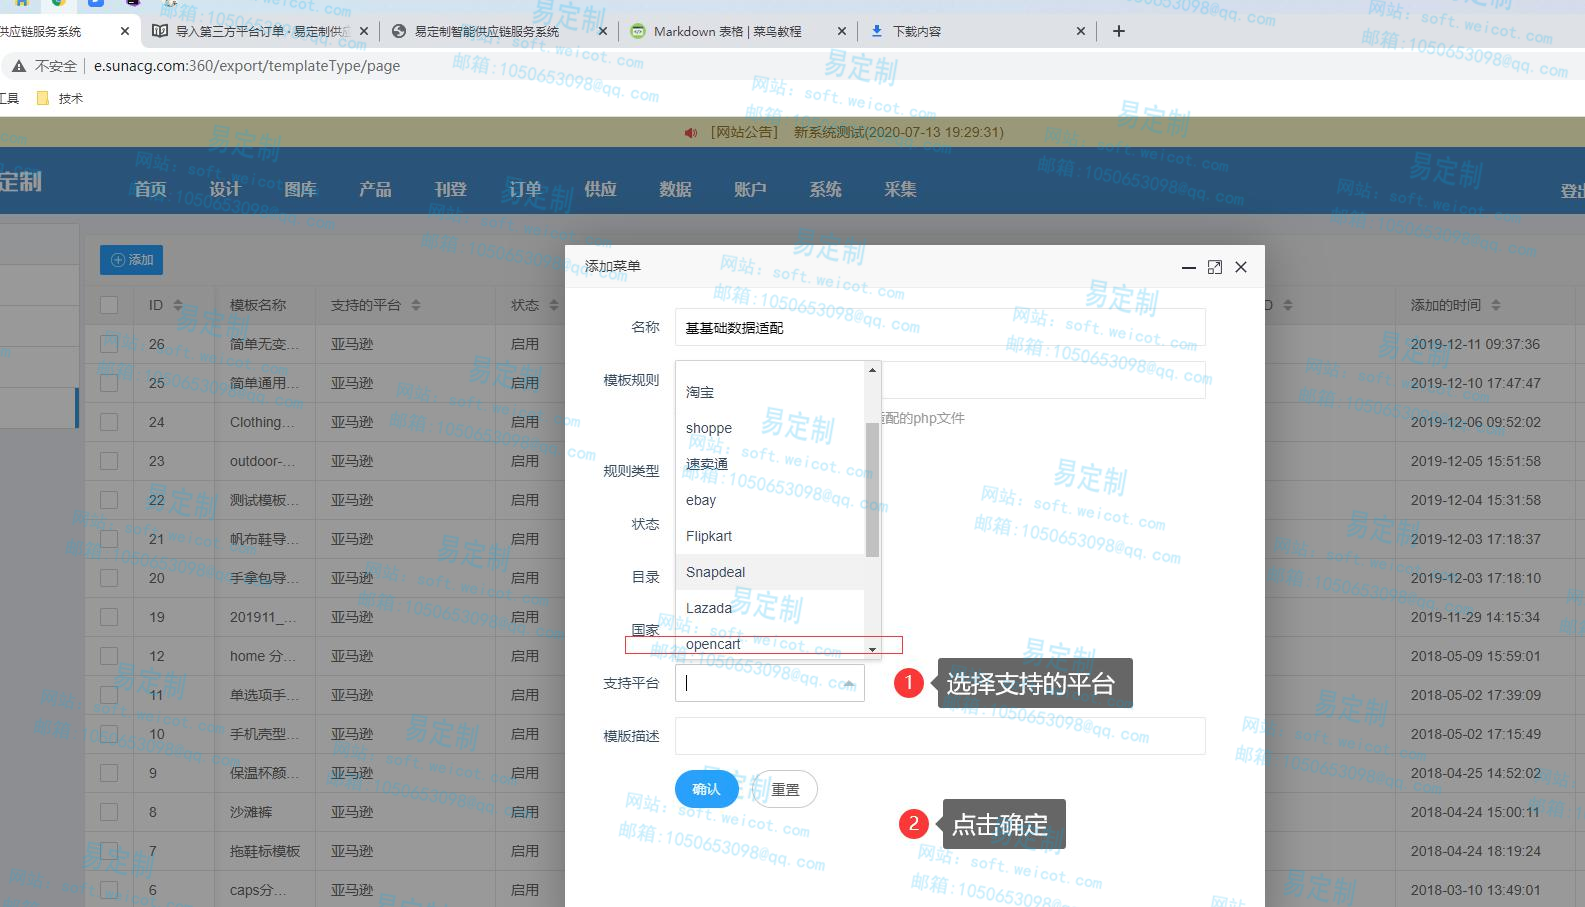 供应链服务系统
导入第三方平台订单 · 易定制供应
易定制智能供应链服务系统
Markdown 表格 | 菜鸟教程
下载内容
不安全
e.sunacg.com:360/export/templateType/page
工具
技术
[网站公告] 新系统测试(2020-07-13 19:29:31)
定制
首页 设计 图库 产品 刊登 订单 供应 数据 账户 系统 采集 登出
添加
ID 模板名称 支持的平台 状态 添加的时间
26 简单无变... 亚马逊 启用 2019-12-11 09:37:36
25 简单通用... 亚马逊 启用 2019-12-10 17:47:47
24 Clothing... 亚马逊 启用 2019-12-06 09:52:02
23 outdoor-... 亚马逊 启用 2019-12-05 15:51:58
22 测试模板... 亚马逊 启用 2019-12-04 15:31:58
21 帆布鞋导... 亚马逊 启用 2019-12-03 17:18:37
20 手拿包导... 亚马逊 启用 2019-12-03 17:18:10
19 201911_... 亚马逊 启用 2019-11-29 14:15:34
12 home 分... 亚马逊 启用 2018-05-09 15:59:01
11 单选项手... 亚马逊 启用 2018-05-02 17:39:09
10 手机壳型... 亚马逊 启用 2018-05-02 17:15:49
9 保温杯颜... 亚马逊 启用 2018-04-25 14:52:02
8 沙滩裤 亚马逊 启用 2018-04-24 15:00:11
7 拖鞋标模板 亚马逊 启用 2018-04-24 18:19:24
6 caps分... 亚马逊 启用 2018-03-10 13:49:01
添加菜单
名称 基基础数据适配
模板规则
适配的php文件
规则类型
状态
目录
国家
淘宝
shoppe
速卖通
ebay
Flipkart
Snapdeal
Lazada
opencart
支持平台
1 选择支持的平台
模版描述
确认 重置
2 点击确定
易定制
网站: soft.weicot.com
邮箱:1050653098@qq.com